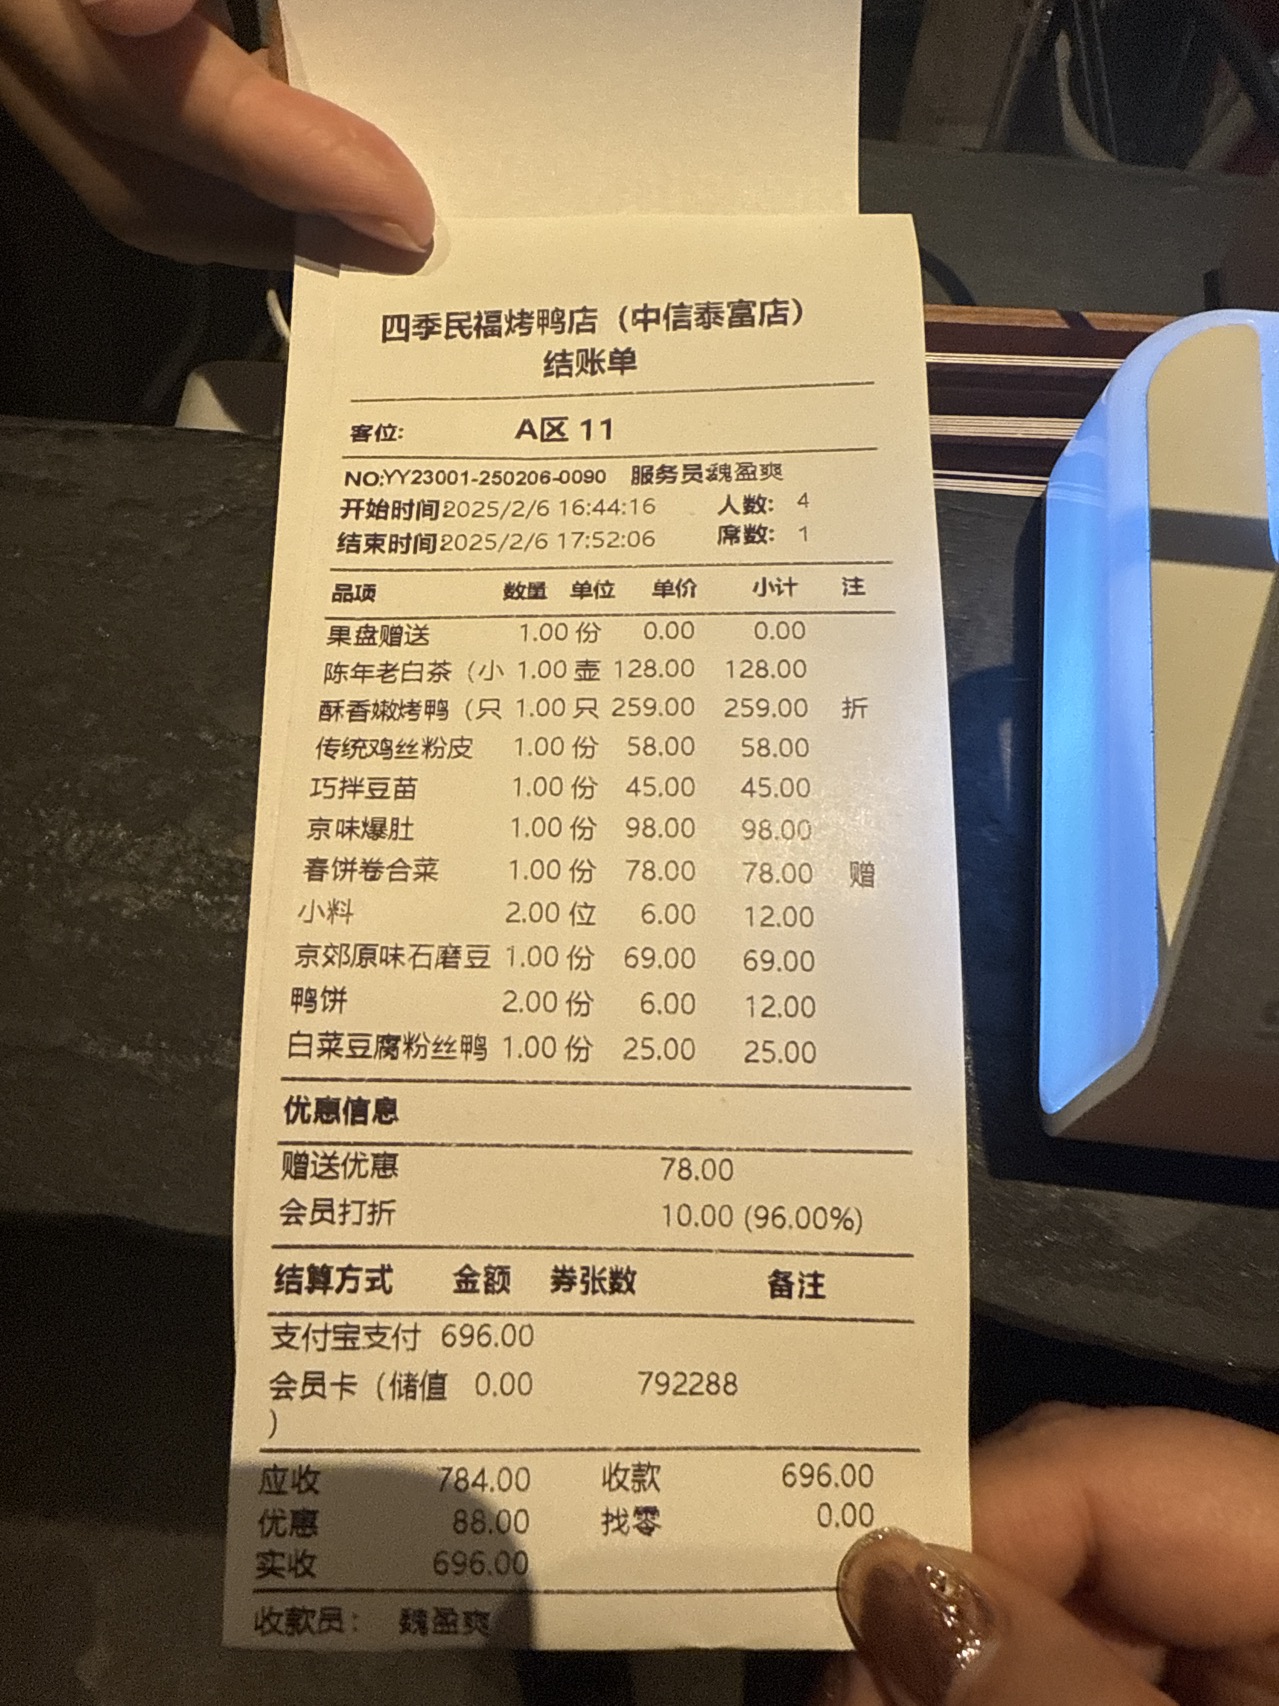 四季民福烤鸭店（中信泰富店）
结账单
客位: A区 11
NO:YY23001-250206-0090 服务员魏盈爽
开始时间2025/2/6 16:44:16 人数: 4
结束时间2025/2/6 17:52:06 席数: 1
品项 数量 单位 单价 小计 注
果盘赠送 1.00 份 0.00 0.00
陈年老白茶（小 1.00 壶 128.00 128.00
酥香嫩烤鸭（只 1.00 只 259.00 259.00 折
传统鸡丝粉皮 1.00 份 58.00 58.00
巧拌豆苗 1.00 份 45.00 45.00
京味爆肚 1.00 份 98.00 98.00
春饼卷合菜 1.00 份 78.00 78.00 赠
小料 2.00 位 6.00 12.00
京郊原味石磨豆 1.00 份 69.00 69.00
鸭饼 2.00 份 6.00 12.00
白菜豆腐粉丝鸭 1.00 份 25.00 25.00
优惠信息
赠送优惠 78.00
会员打折 10.00 (96.00%)
结算方式 金额 券张数 备注
支付宝支付 696.00
会员卡（储值 0.00 792288
）
应收 784.00 收款 696.00
优惠 88.00 找零 0.00
实收 696.00
收款员: 魏盈爽